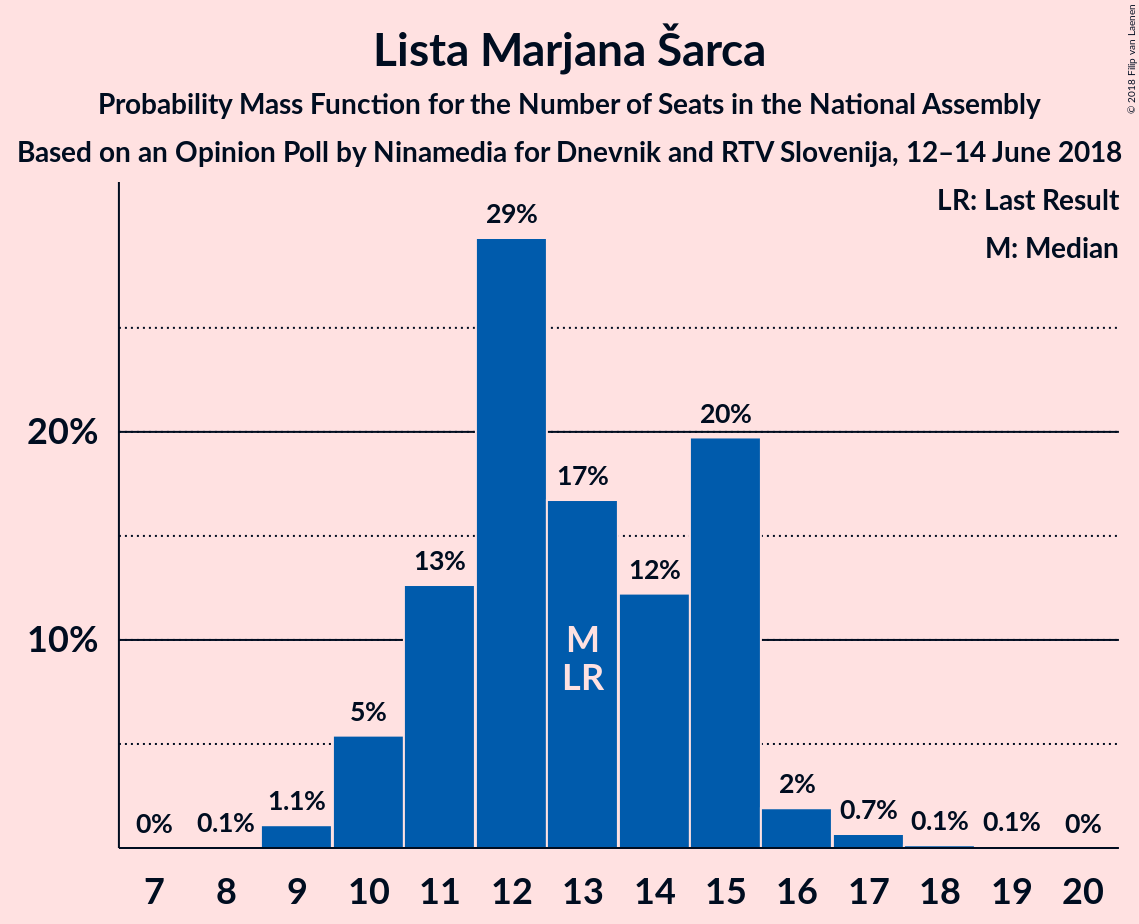 Lista Marjana Šarca
Probability Mass Function for the Number of Seats in the National Assembly
Based on an Opinion Poll by Ninamedia for Dnevnik and RTV Slovenija, 12–14 June 2018
© 2018 Filip van Laenen
LR: Last Result
M: Median
29%
20%
20%
17%
13%
12%
10%
M
LR
5%
2%
1.1%
0.7%
0% 0.1% 0.1% 0.1% 0%
7 8 9 10 11 12 13 14 15 16 17 18 19 20